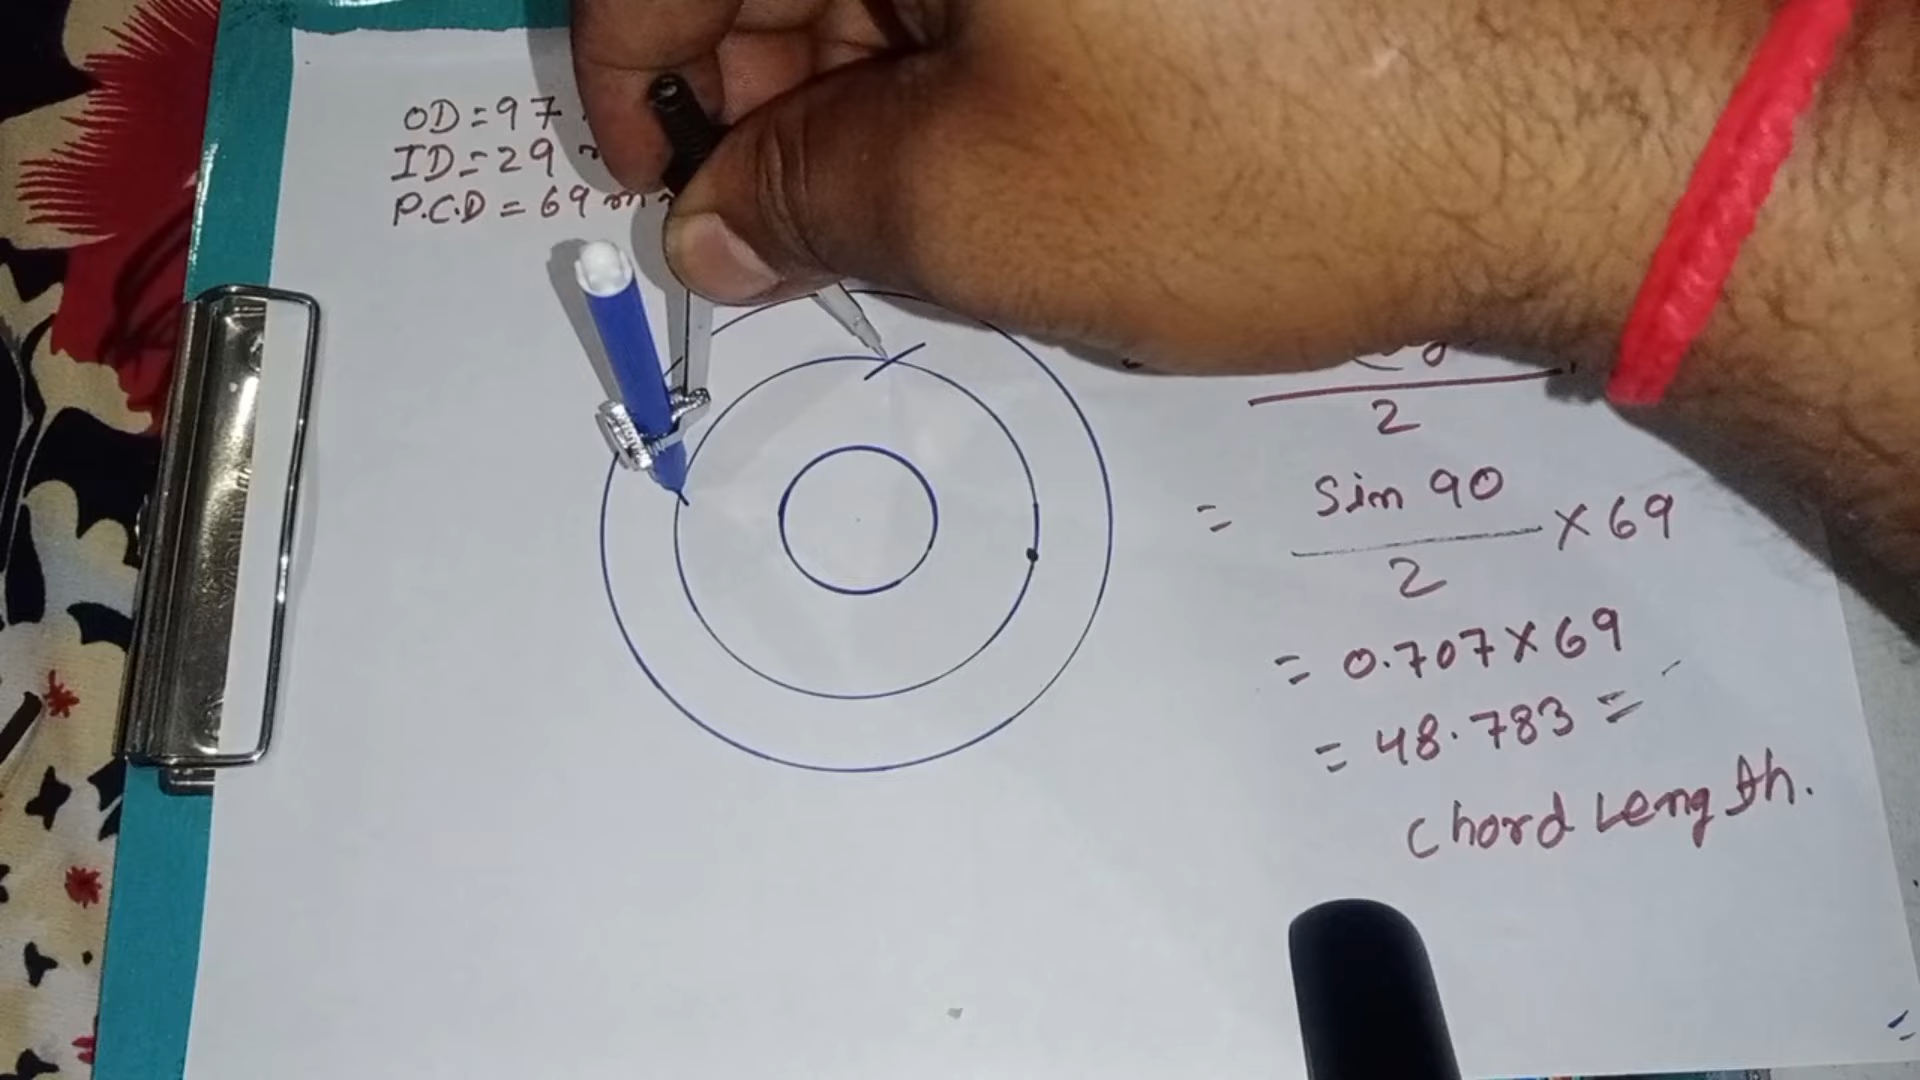 OD = 97
ID = 29
P.C.D = 69 m
2
= Sin 90 / 2 × 69
= 0.707 × 69
= 48.783 =
Chord Length.
=